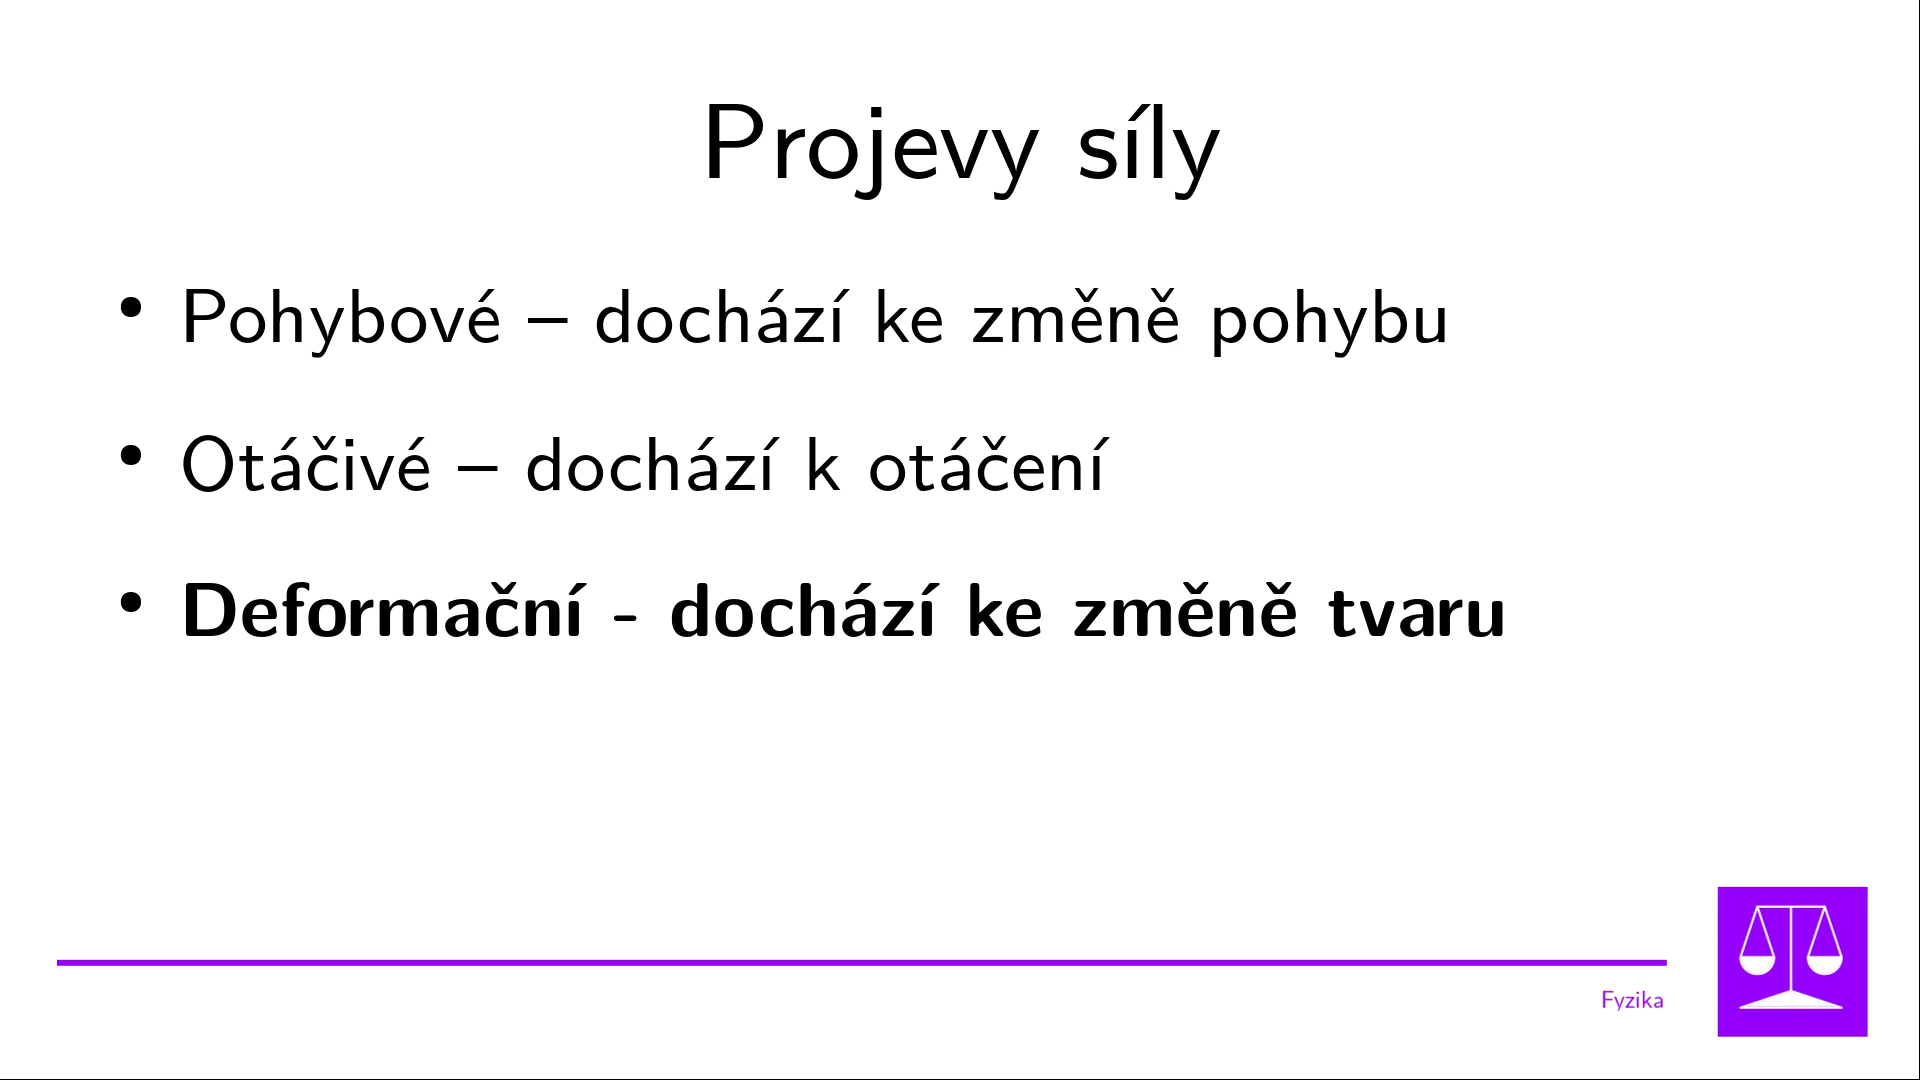 Projevy síly
• Pohybové – dochází ke změně pohybu
• Otáčivé – dochází k otáčení
• Deformační - dochází ke změně tvaru
Fyzika